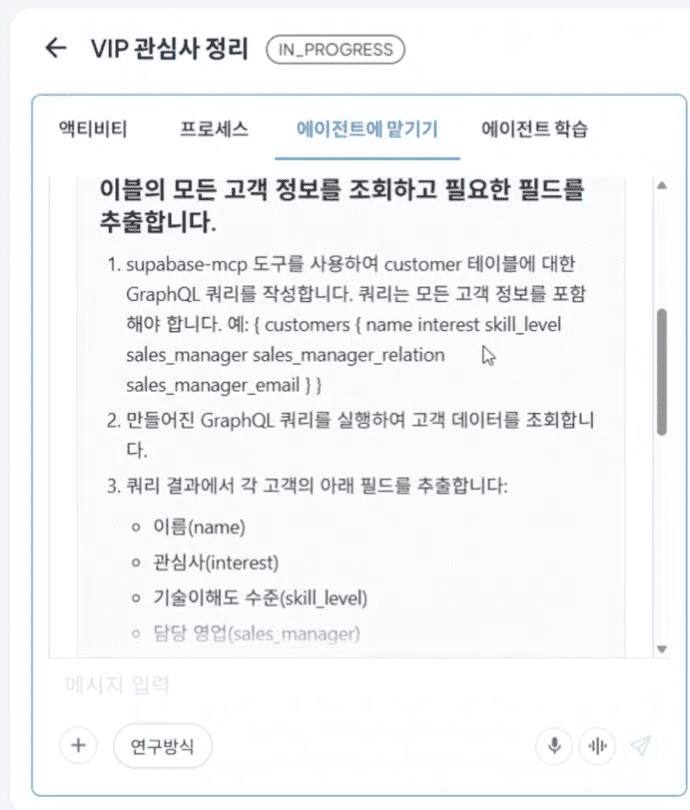 VIP 관심사 정리 IN_PROGRESS
액티비티 프로세스 에이전트에 맡기기 에이전트 학습
이블의 모든 고객 정보를 조회하고 필요한 필드를
추출합니다.
1. supabase-mcp 도구를 사용하여 customer 테이블에 대한
GraphQL 쿼리를 작성합니다. 쿼리는 모든 고객 정보를 포함
해야 합니다. 예: { customers { name interest skill_level
sales_manager sales_manager_relation
sales_manager_email } }
2. 만들어진 GraphQL 쿼리를 실행하여 고객 데이터를 조회합니
다.
3. 쿼리 결과에서 각 고객의 아래 필드를 추출합니다:
이름(name)
관심사(interest)
기술이해도 수준(skill_level)
담당 영업(sales_manager)
메시지 입력
연구방식